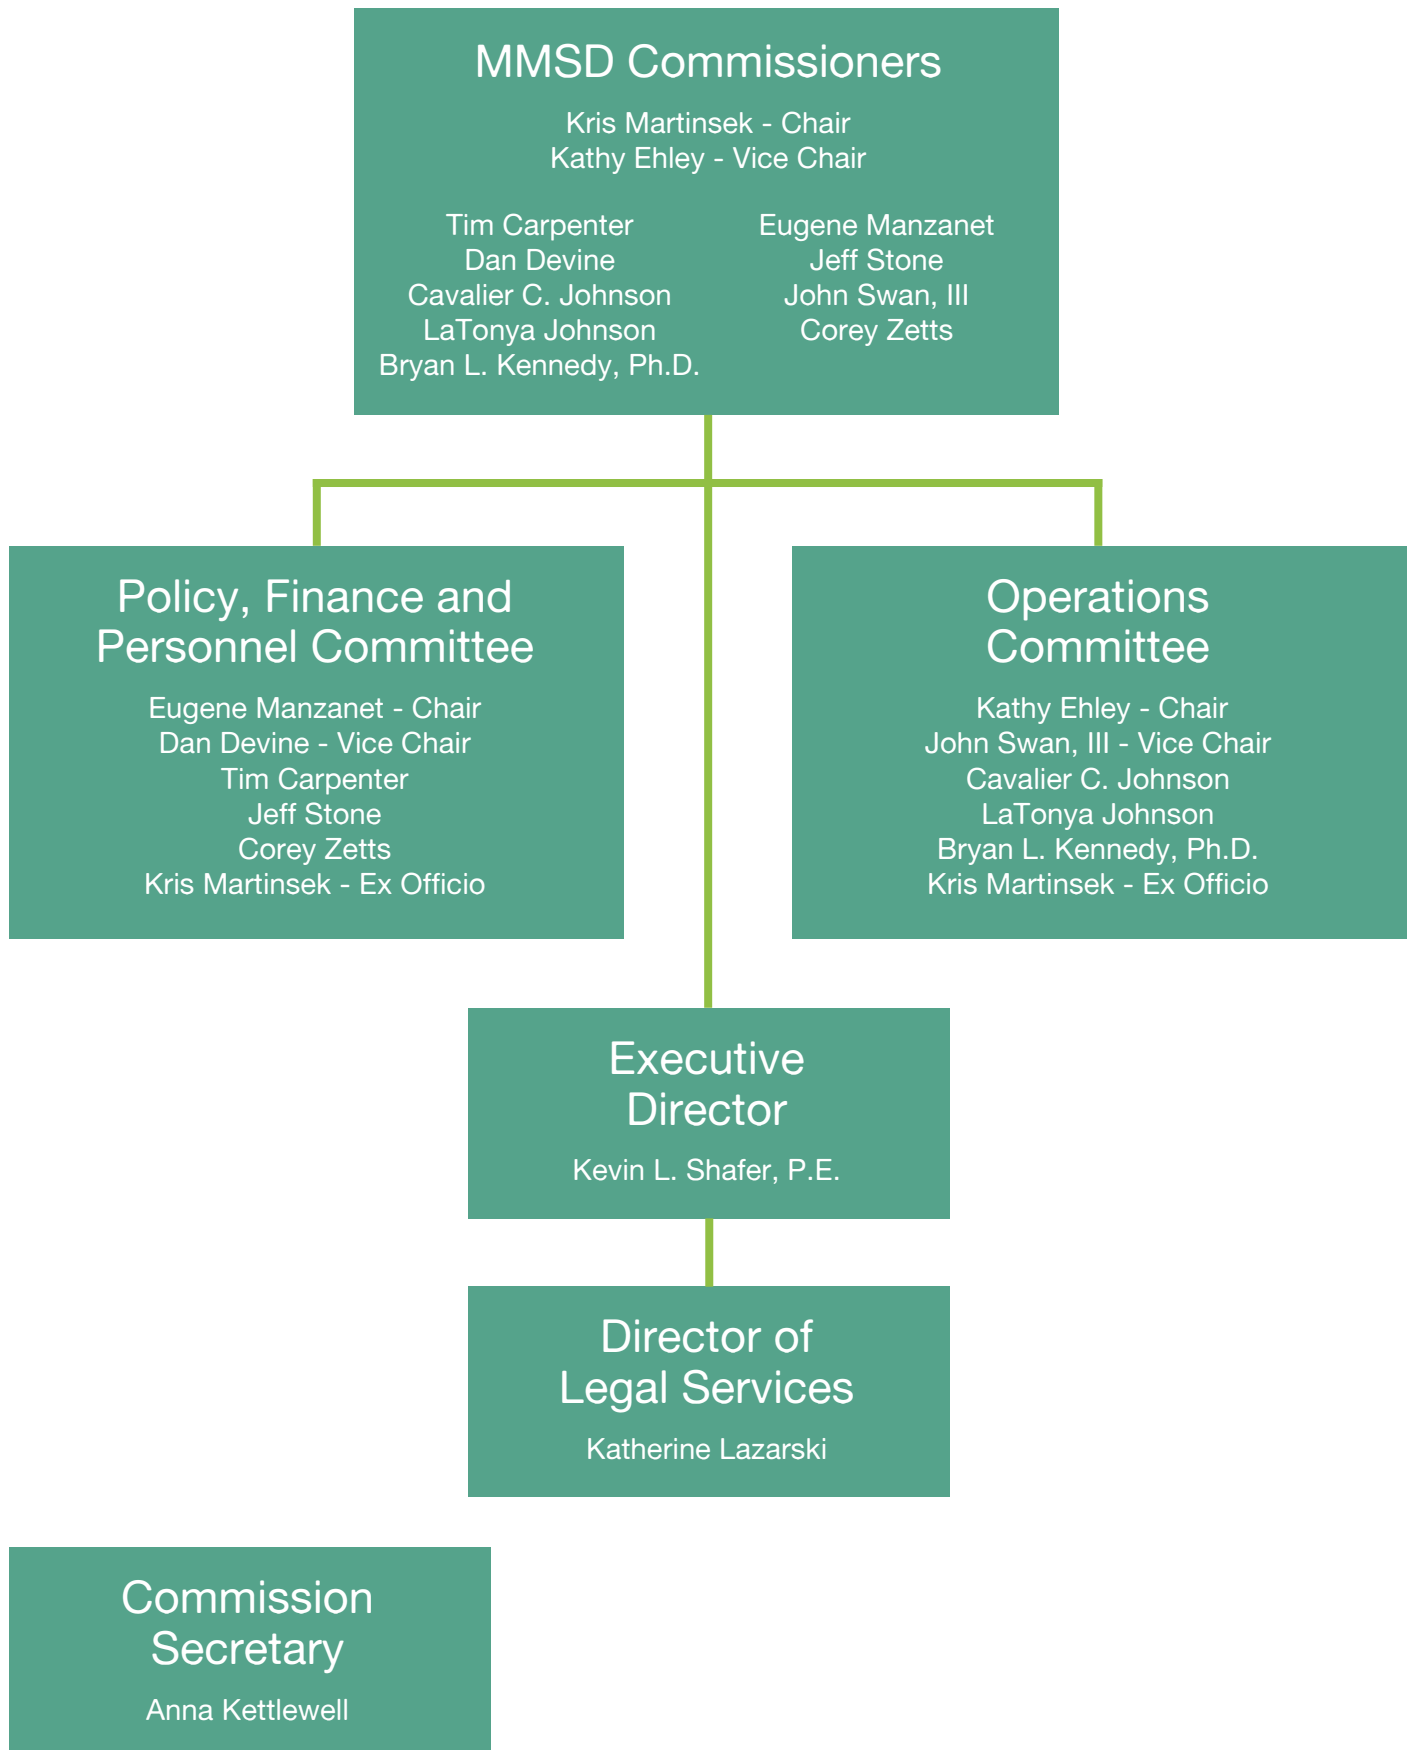 MMSD Commissioners
Kris Martinsek - Chair
Kathy Ehley - Vice Chair
Tim Carpenter
Dan Devine
Cavalier C. Johnson
LaTonya Johnson
Bryan L. Kennedy, Ph.D.
Eugene Manzanet
Jeff Stone
John Swan, III
Corey Zetts
Policy, Finance and
Personnel Committee
Eugene Manzanet - Chair
Dan Devine - Vice Chair
Tim Carpenter
Jeff Stone
Corey Zetts
Kris Martinsek - Ex Officio
Operations
Committee
Kathy Ehley - Chair
John Swan, III - Vice Chair
Cavalier C. Johnson
LaTonya Johnson
Bryan L. Kennedy, Ph.D.
Kris Martinsek - Ex Officio
Executive
Director
Kevin L. Shafer, P.E.
Director of
Legal Services
Katherine Lazarski
Commission
Secretary
Anna Kettlewell